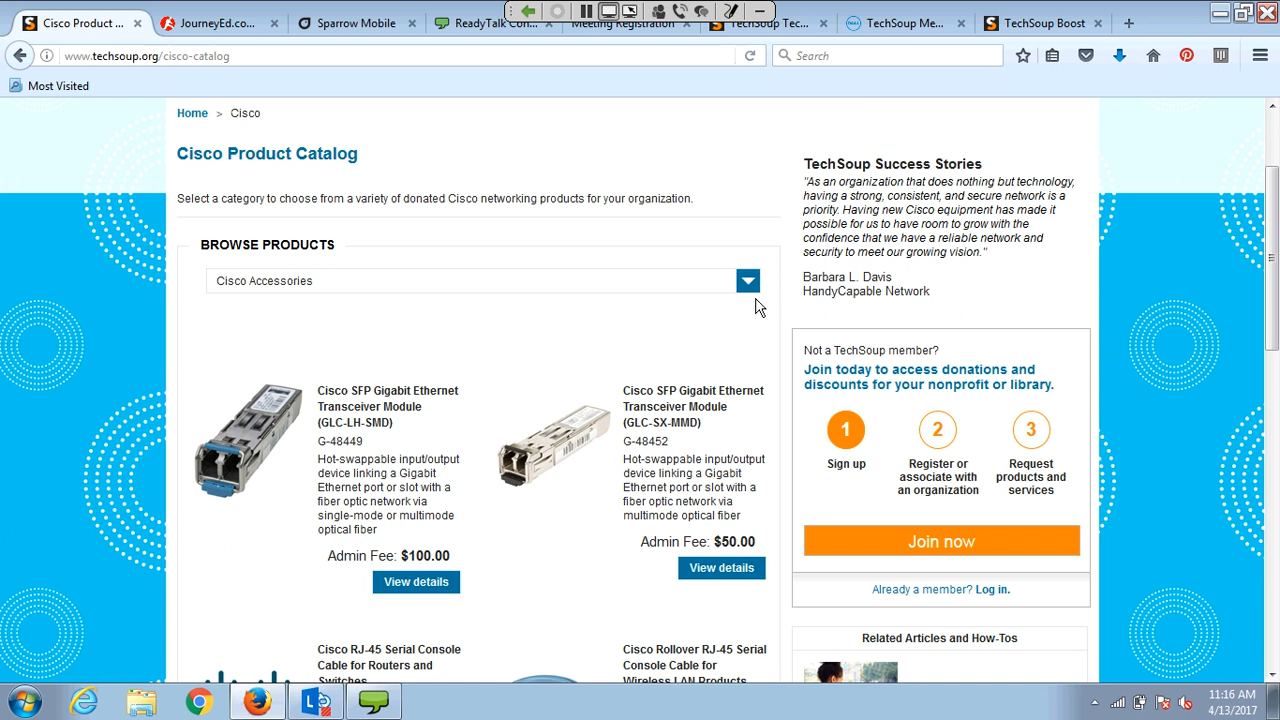 Cisco Product ...
JourneyEd.co...
Sparrow Mobile
ReadyTalk Con...
Meeting Registration
TechSoup Tec...
TechSoup Me...
TechSoup Boost
www.techsoup.org/cisco-catalog
Search
Most Visited
Home > Cisco
Cisco Product Catalog
Select a category to choose from a variety of donated Cisco networking products for your organization.
BROWSE PRODUCTS
Cisco Accessories
Cisco SFP Gigabit Ethernet
Transceiver Module
(GLC-LH-SMD)
G-48449
Hot-swappable input/output
device linking a Gigabit
Ethernet port or slot with a
fiber optic network via
single-mode or multimode
optical fiber
Admin Fee: $100.00
View details
Cisco SFP Gigabit Ethernet
Transceiver Module
(GLC-SX-MMD)
G-48452
Hot-swappable input/output
device linking a Gigabit
Ethernet port or slot with a
fiber optic network via
multimode optical fiber
Admin Fee: $50.00
View details
Cisco RJ-45 Serial Console
Cable for Routers and
Switches
Cisco Rollover RJ-45 Serial
Console Cable for
Wireless LAN Products
TechSoup Success Stories
"As an organization that does nothing but technology,
having a strong, consistent, and secure network is a
priority. Having new Cisco equipment has made it
possible for us to have room to grow with the
confidence that we have a reliable network and
security to meet our growing vision."
Barbara L. Davis
HandyCapable Network
Not a TechSoup member?
Join today to access donations and
discounts for your nonprofit or library.
1
2
3
Sign up
Register or
associate with
an organization
Request
products and
services
Join now
Already a member? Log in.
Related Articles and How-Tos
11:16 AM
4/13/2017